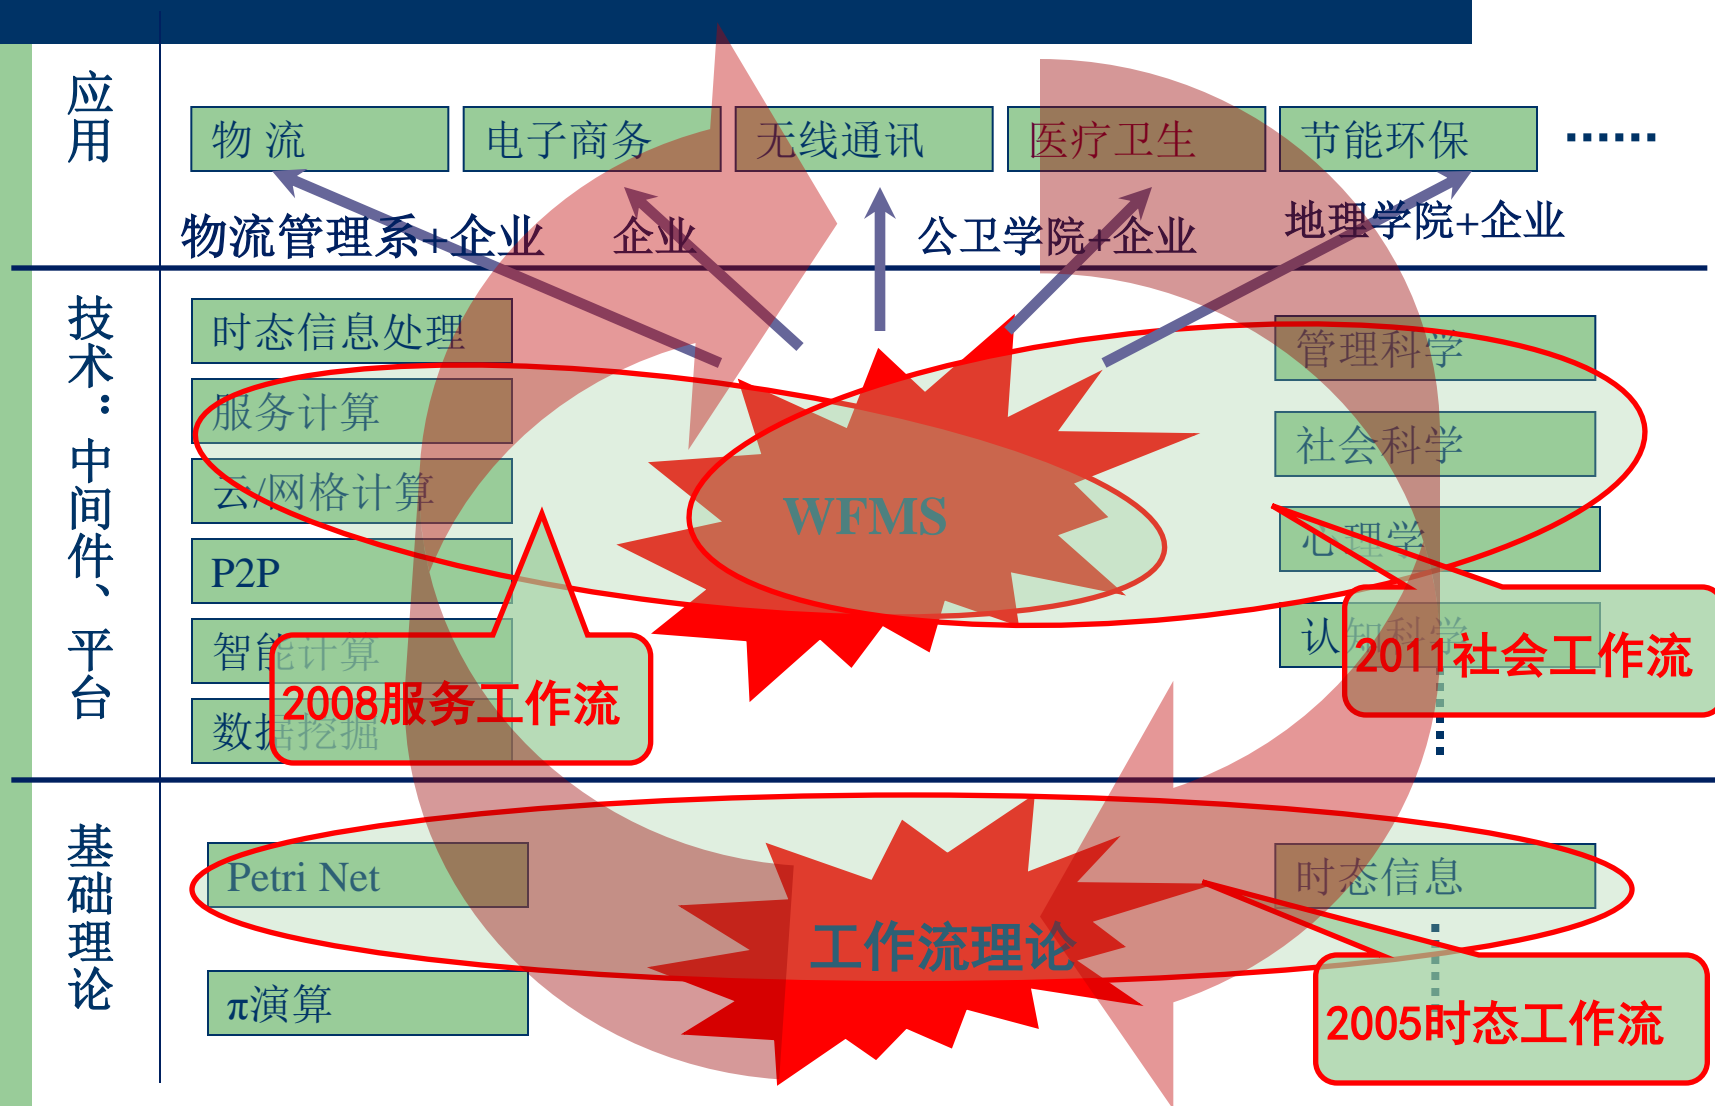 应用
物 流
电子商务
无线通讯
医疗卫生
节能环保
······
物流管理系+企业
企业
公卫学院+企业
地理学院+企业
技术：中间件、平台
时态信息处理
服务计算
云/网格计算
P2P
智能计算
数据挖掘
2008服务工作流
WFMS
管理科学
社会科学
心理学
认知科学
2011社会工作流
基础理论
Petri Net
π演算
工作流理论
时态信息
2005时态工作流